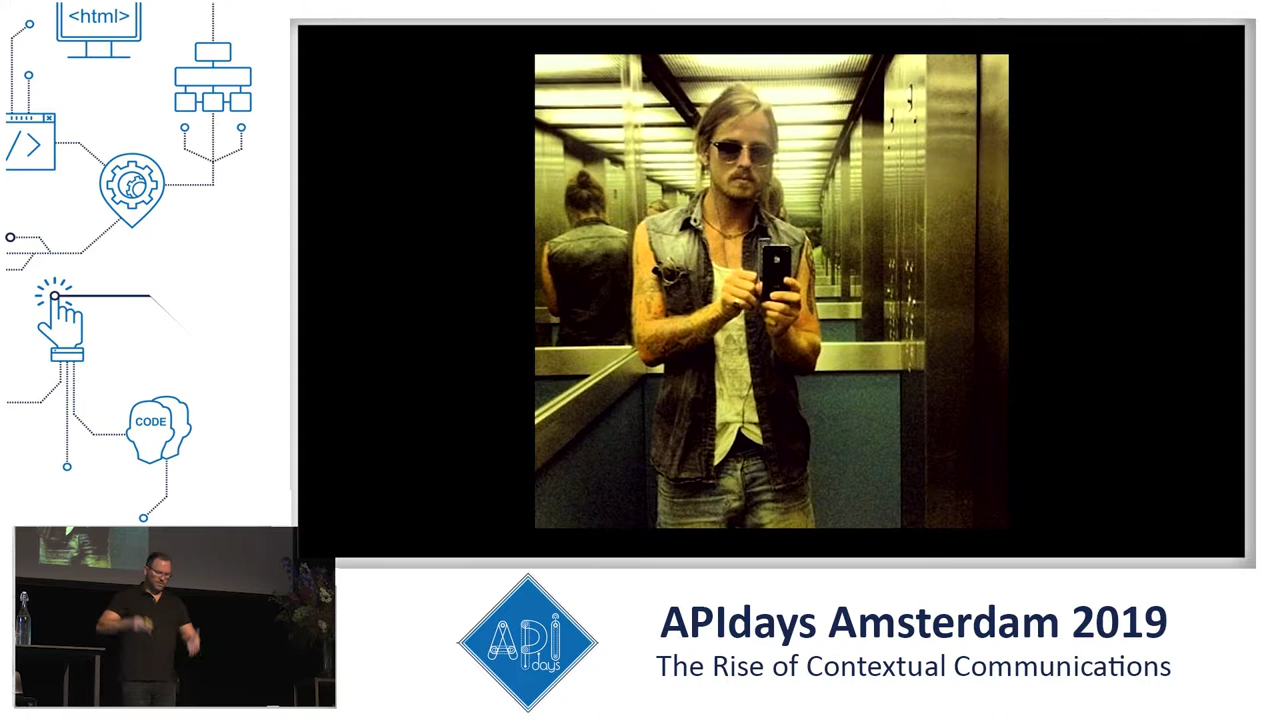 <html>
</>
CODE
API
days
APIdays Amsterdam 2019
The Rise of Contextual Communications